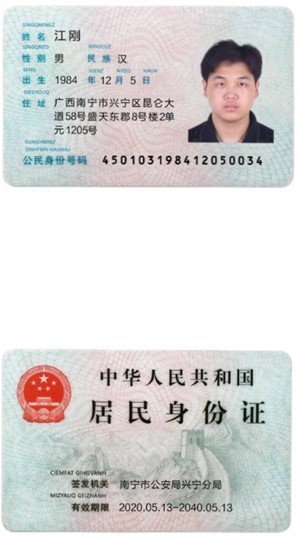 SINGQMINGZ
姓名 江刚
SINGQBIED MINZCUZ
性别 男 民族 汉
SENG NIENZ NYIED HAUH
出生 1984 年 12 月 5 日
DIEGYOUQ
住址 广西南宁市兴宁区昆仑大
道58号盛天东郡8号楼2单
元1205号
GUNGHMINZ
公民身份号码 450103198412050034
中华人民共和国
居民身份证
CIEMFAT GIHGVANH
签发机关 南宁市公安局兴宁分局
MIZYAUQ GEIZHANH
有效期限 2020.05.13-2040.05.13